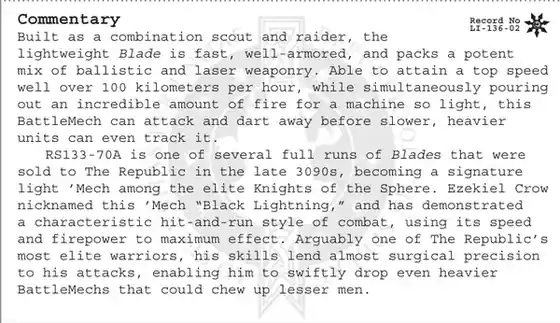 Commentary
Record No
LI-136-02
Built as a combination scout and raider, the
lightweight Blade is fast, well-armored, and packs a potent
mix of ballistic and laser weaponry. Able to attain a top speed
well over 100 kilometers per hour, while simultaneously pouring
out an incredible amount of fire for a machine so light, this
BattleMech can attack and dart away before slower, heavier
units can even track it.
RS133-70A is one of several full runs of Blades that were
sold to The Republic in the late 3090s, becoming a signature
light ’Mech among the elite Knights of the Sphere. Ezekiel Crow
nicknamed this ’Mech “Black Lightning,” and has demonstrated
a characteristic hit-and-run style of combat, using its speed
and firepower to maximum effect. Arguably one of The Republic’s
most elite warriors, his skills lend almost surgical precision
to his attacks, enabling him to swiftly drop even heavier
BattleMechs that could chew up lesser men.